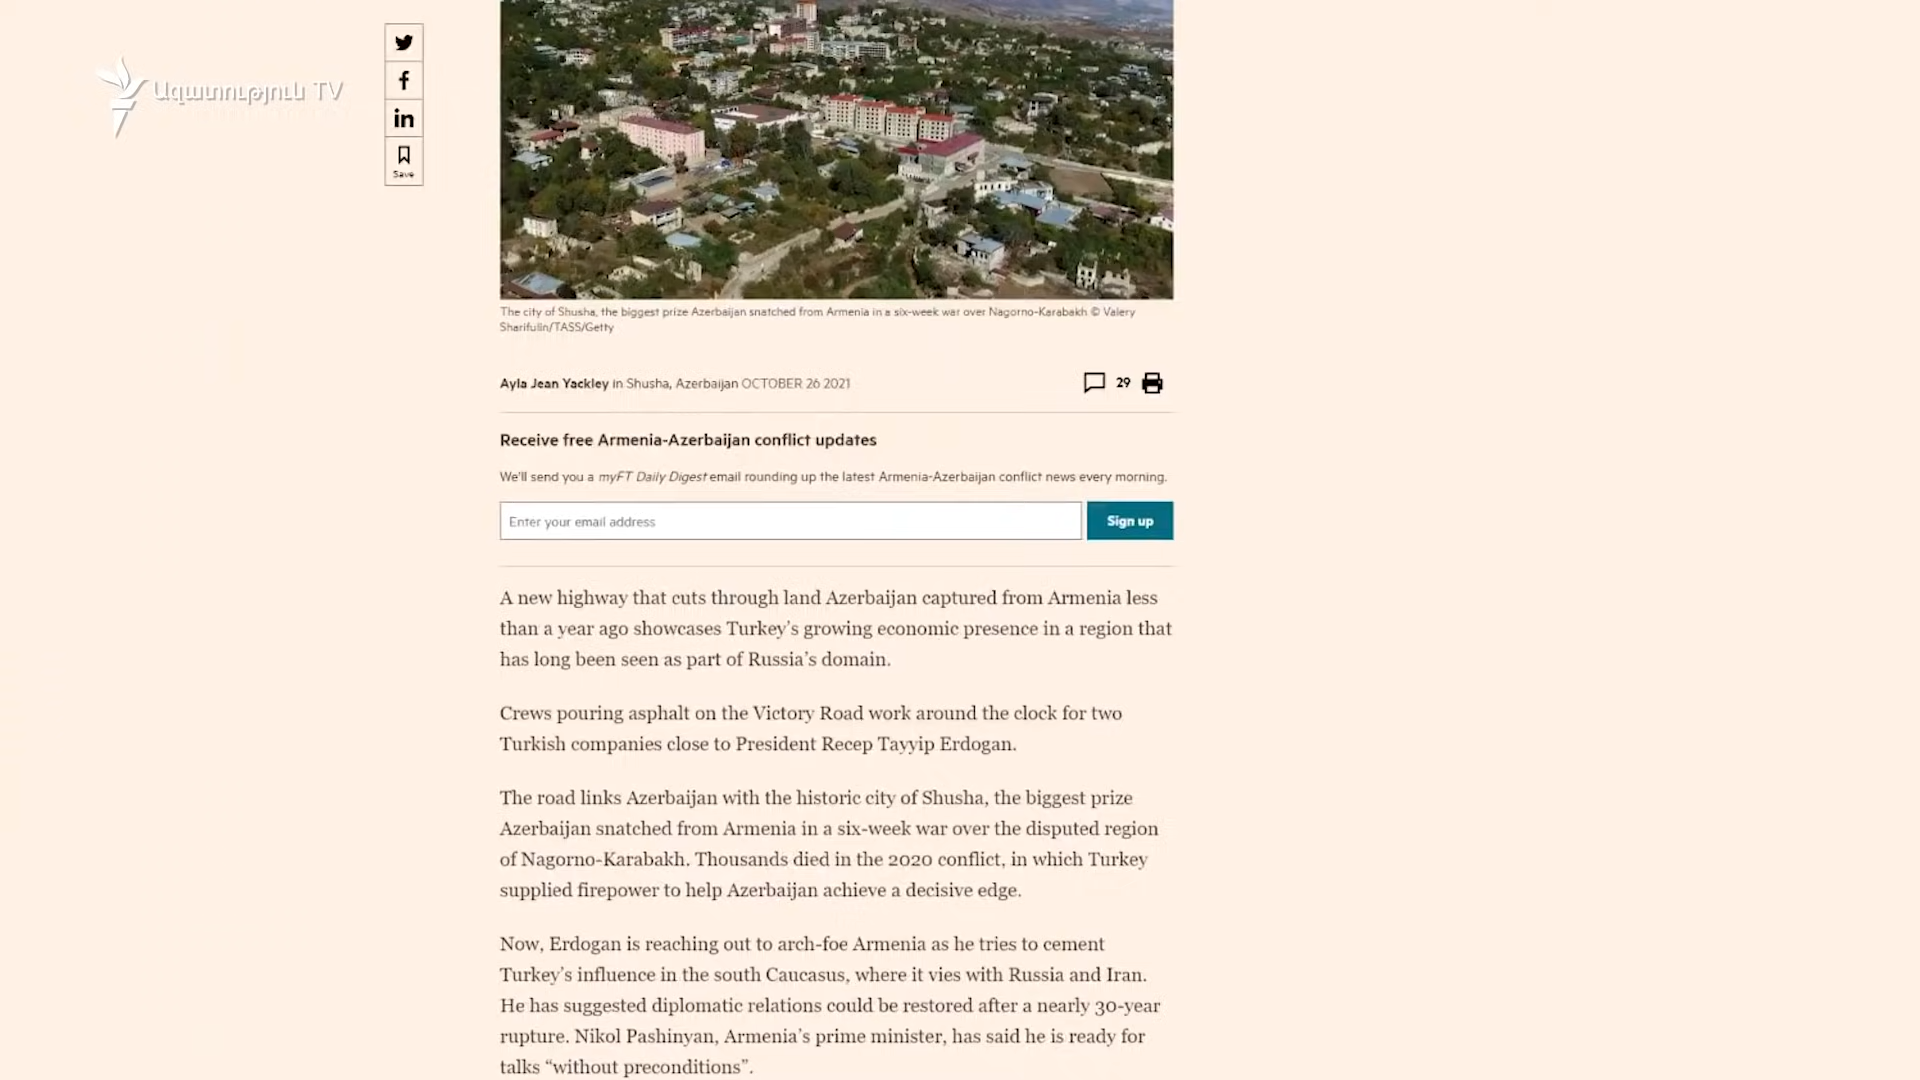 Ազատություն TV
Save
The city of Shusha, the biggest prize Azerbaijan snatched from Armenia in a six-week war over Nagorno-Karabakh © Valery
Sharifulin/TASS/Getty
Ayla Jean Yackley in Shusha, Azerbaijan OCTOBER 26 2021
29
Receive free Armenia-Azerbaijan conflict updates
We'll send you a myFT Daily Digest email rounding up the latest Armenia-Azerbaijan conflict news every morning.
Enter your email address
Sign up
A new highway that cuts through land Azerbaijan captured from Armenia less
than a year ago showcases Turkey's growing economic presence in a region that
has long been seen as part of Russia's domain.
Crews pouring asphalt on the Victory Road work around the clock for two
Turkish companies close to President Recep Tayyip Erdogan.
The road links Azerbaijan with the historic city of Shusha, the biggest prize
Azerbaijan snatched from Armenia in a six-week war over the disputed region
of Nagorno-Karabakh. Thousands died in the 2020 conflict, in which Turkey
supplied firepower to help Azerbaijan achieve a decisive edge.
Now, Erdogan is reaching out to arch-foe Armenia as he tries to cement
Turkey's influence in the south Caucasus, where it vies with Russia and Iran.
He has suggested diplomatic relations could be restored after a nearly 30-year
rupture. Nikol Pashinyan, Armenia's prime minister, has said he is ready for
talks “without preconditions”.